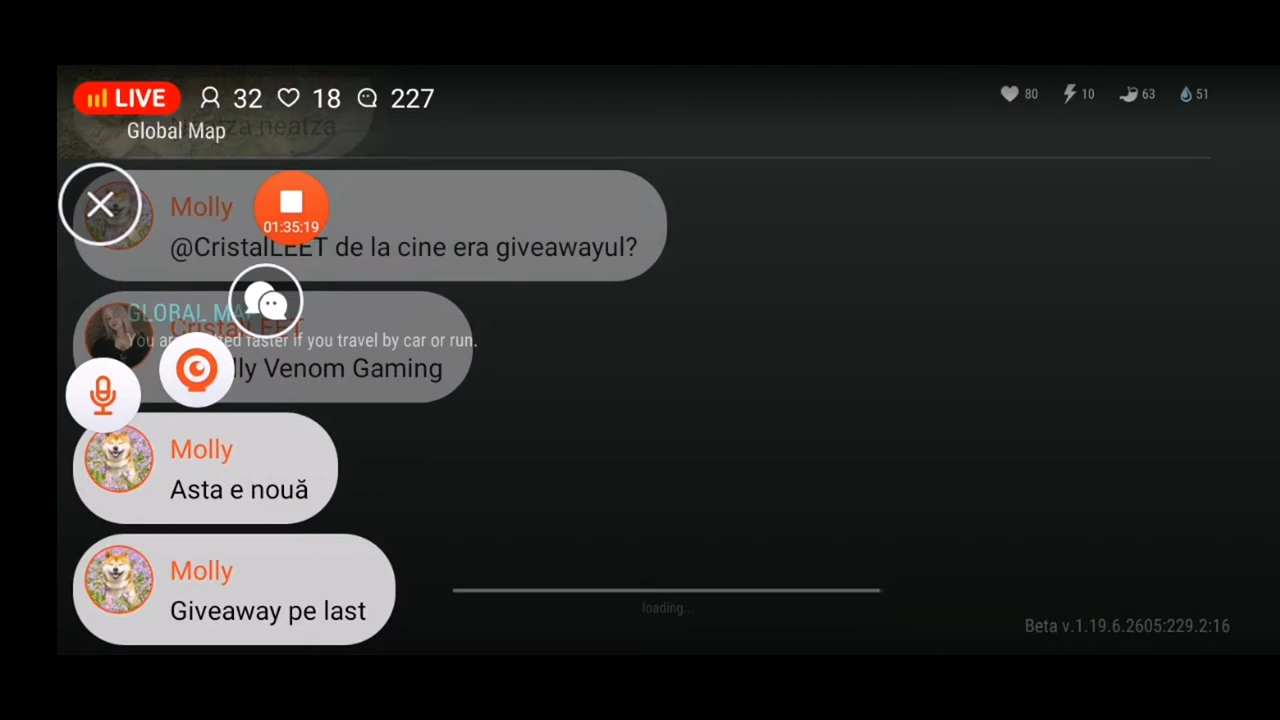 LIVE 32 18 227
80 10 63 51
neatza
Global Map
Molly
01:35:19
@CristalLEET de la cine era giveawayul?
GLOBAL MAP
CristalLEET
faster if you travel by car or run.
Venom Gaming
Molly
Asta e nouă
Molly
Giveaway pe last
loading...
Beta v.1.19.6.2605:229.2:16